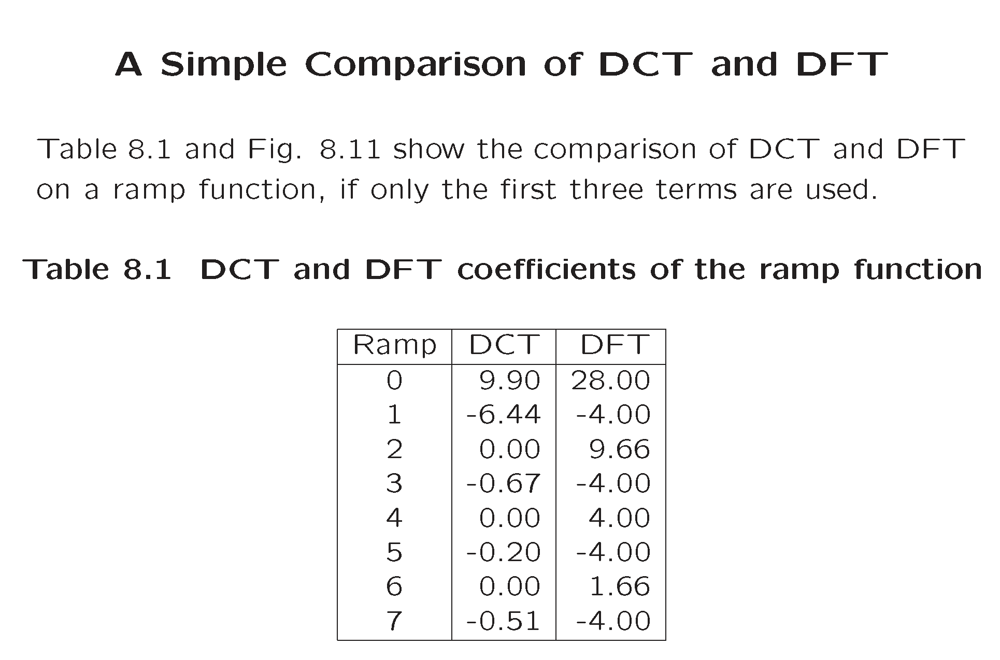 A Simple Comparison of DCT and DFT
Table 8.1 and Fig. 8.11 show the comparison of DCT and DFT
on a ramp function, if only the first three terms are used.
Table 8.1 DCT and DFT coefficients of the ramp function
Ramp DCT DFT
0 9.90 28.00
1 -6.44 -4.00
2 0.00 9.66
3 -0.67 -4.00
4 0.00 4.00
5 -0.20 -4.00
6 0.00 1.66
7 -0.51 -4.00